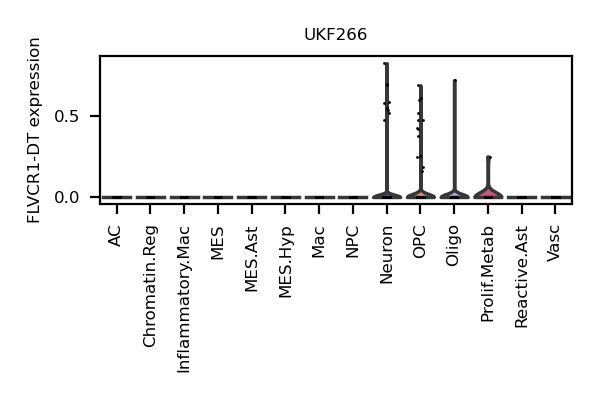 UKF266
FLVCR1-DT expression
0.5
0.0
AC
Chromatin.Reg
Inflammatory.Mac
MES
MES.Ast
MES.Hyp
Mac
NPC
Neuron
OPC
Oligo
Prolif.Metab
Reactive.Ast
Vasc